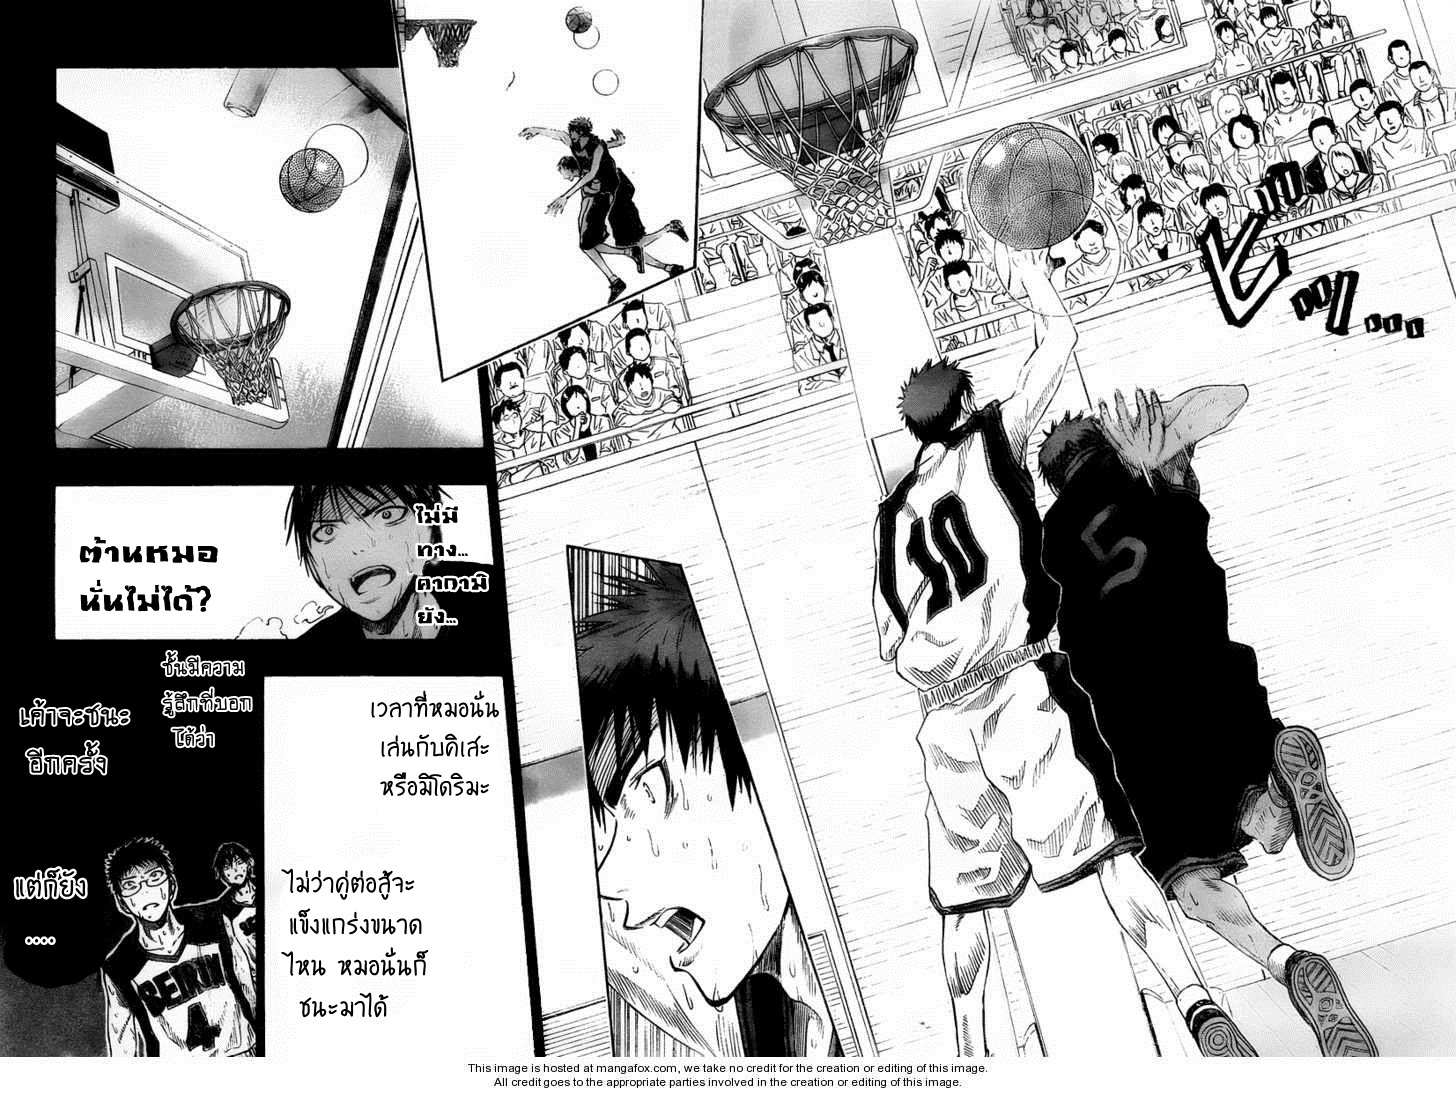 ビ
10
5
ไม่มี
ทาง...
คากามิ
ยัง...
ต้านหมอ
นั่นไม่ได้?
เวลาที่หมอนั่น
เล่นกับคิเสะ
หรือมิโดริมะ
ไม่ว่าคู่ต่อสู้จะ
แข็งแกร่งขนาด
ไหน หมอนั่นก็
ชนะมาได้
ชั้นมีความ
รู้สึกที่บอก
ได้ว่า
เค้าจะชนะ
อีกครั้ง
แต่ก็ยัง
....
SEIRIN
4
This image is hosted at mangafox.com, we take no credit for the creation or editing of this image.
All credit goes to the appropriate parties involved in the creation or editing of this image.